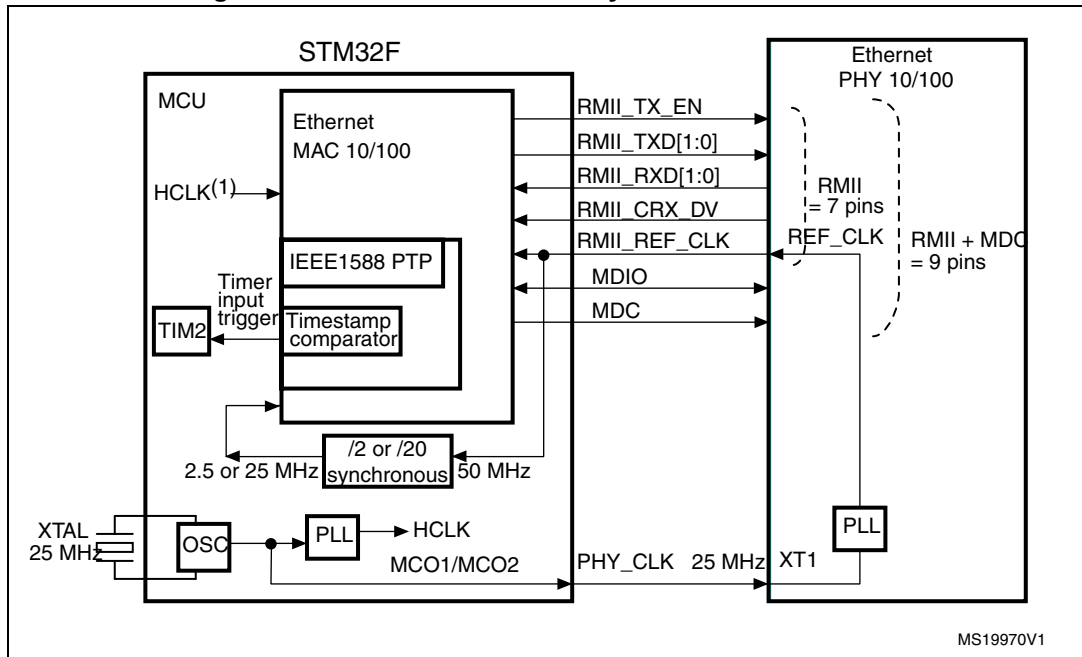 STM32F
MCU
Ethernet
MAC 10/100
HCLK(1)
IEEE1588 PTP
Timer
input
trigger
TIM2
Timestamp
comparator
/2 or /20
synchronous
2.5 or 25 MHz
50 MHz
XTAL
25 MHz
OSC
PLL
HCLK
MCO1/MCO2
RMII_TX_EN
RMII_TXD[1:0]
RMII_RXD[1:0]
RMII_CRX_DV
RMII_REF_CLK
MDIO
MDC
PHY_CLK 25 MHz
Ethernet
PHY 10/100
RMII
= 7 pins
REF_CLK
RMII + MDC
= 9 pins
PLL
XT1
MS19970V1